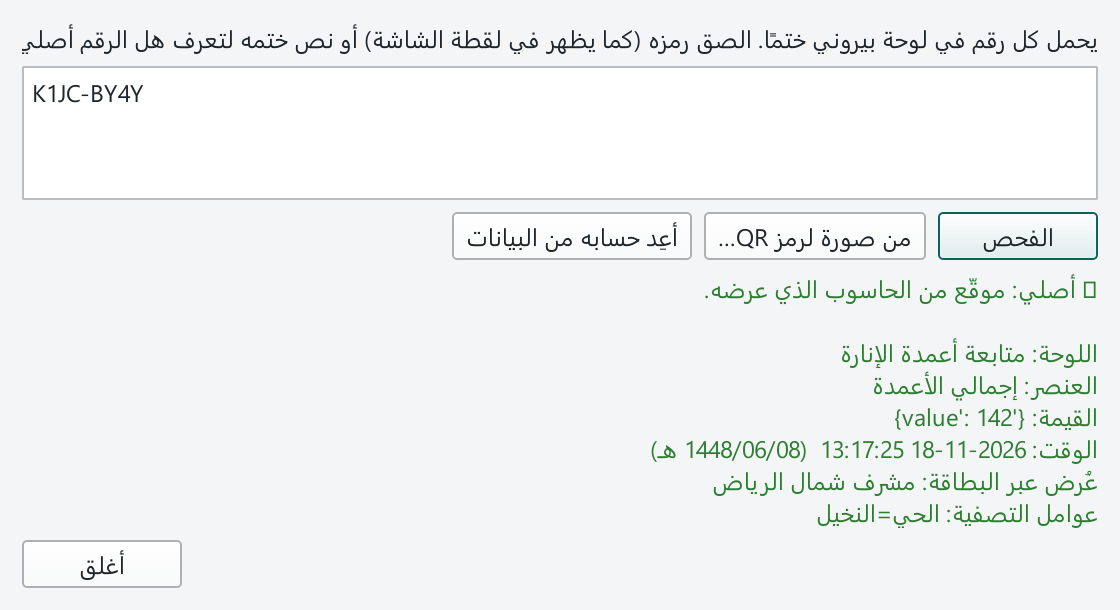 يحمل كل رقم في لوحة بيروني ختمًا. الصق رمزه (كما يظهر في لقطة الشاشة) أو نص ختمه لتعرف هل الرقم أصلي
K1JC-BY4Y
الفحص
من صورة لرمز QR...
أعِد حسابه من البيانات
أصلي: موقّع من الحاسوب الذي عرضه.
اللوحة: متابعة أعمدة الإنارة
العنصر: إجمالي الأعمدة
القيمة: {'value': 142}
الوقت: 2026-11-18 13:17:25 (1448/06/08 هـ)
عُرض عبر البطاقة: مشرف شمال الرياض
عوامل التصفية: الحي=النخيل
أغلق